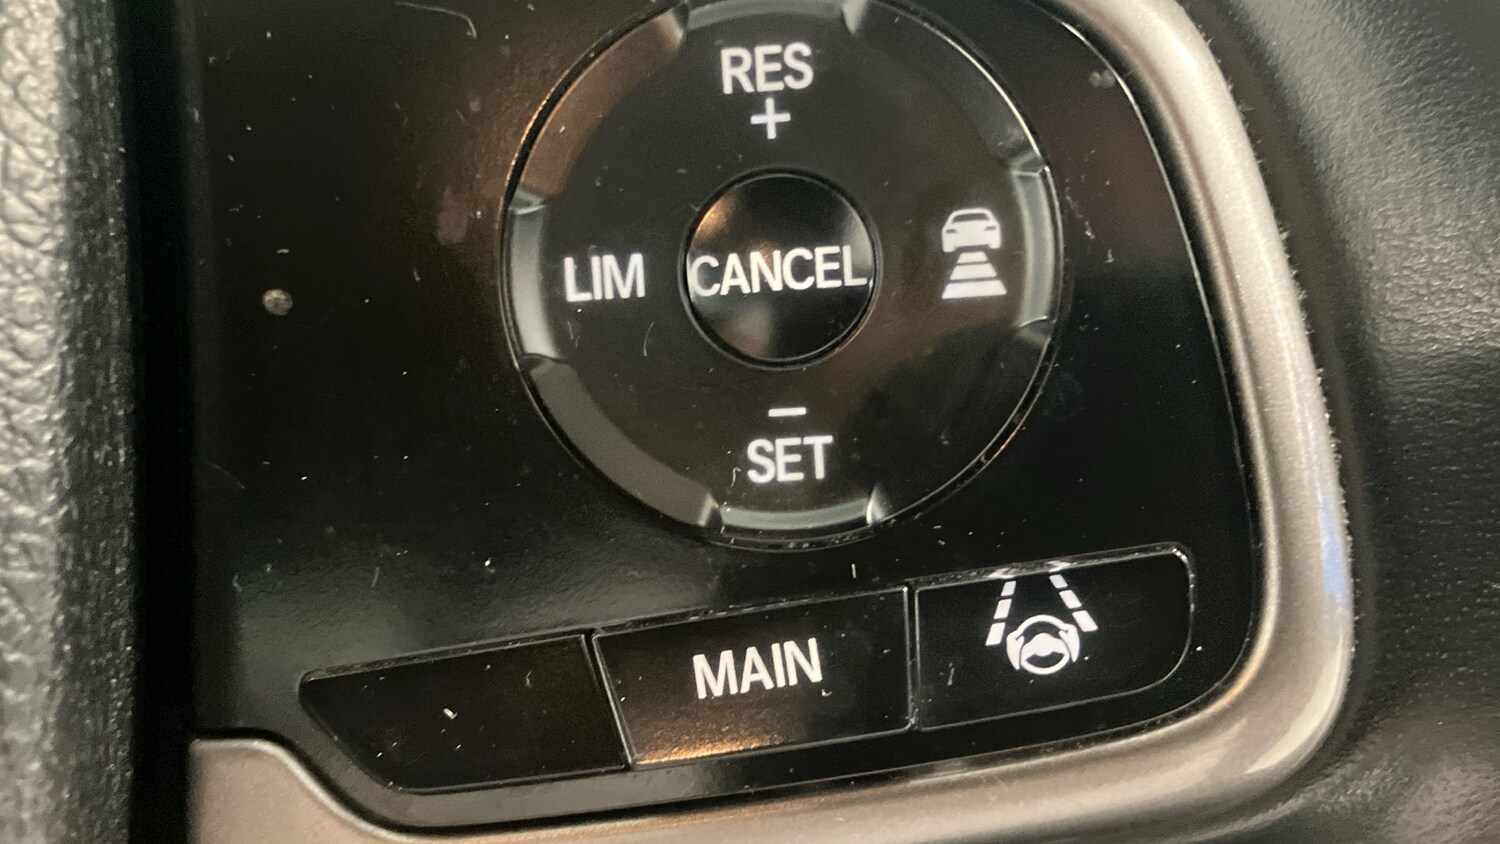 RES
+
LIM
CANCEL
−
SET
MAIN